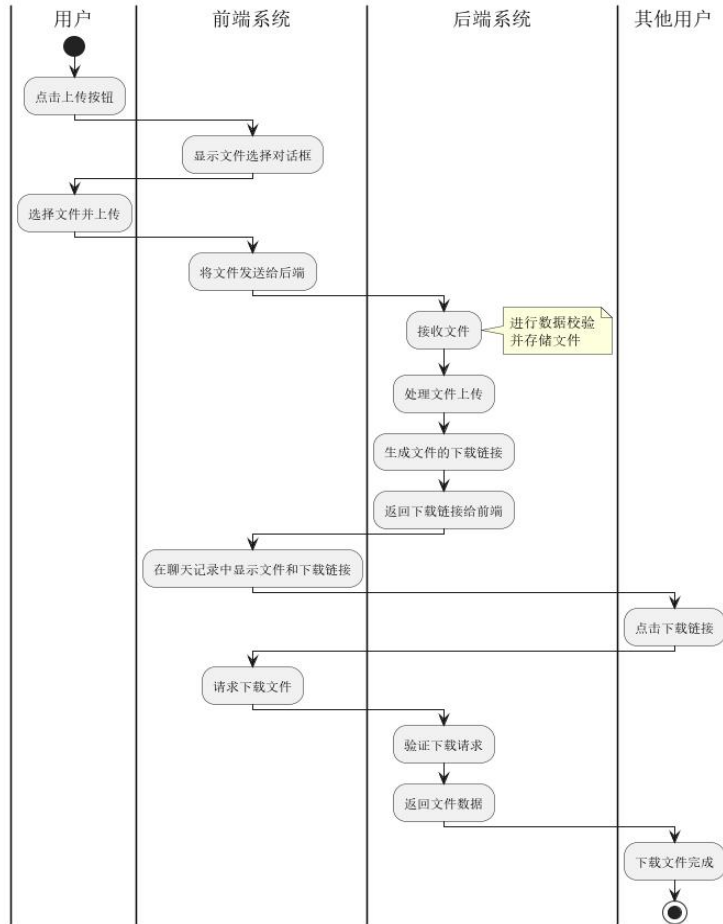 用户
前端系统
后端系统
其他用户
点击上传按钮
显示文件选择对话框
选择文件并上传
将文件发送给后端
接收文件
进行数据校验
并存储文件
处理文件上传
生成文件的下载链接
返回下载链接给前端
在聊天记录中显示文件和下载链接
点击下载链接
请求下载文件
验证下载请求
返回文件数据
下载文件完成